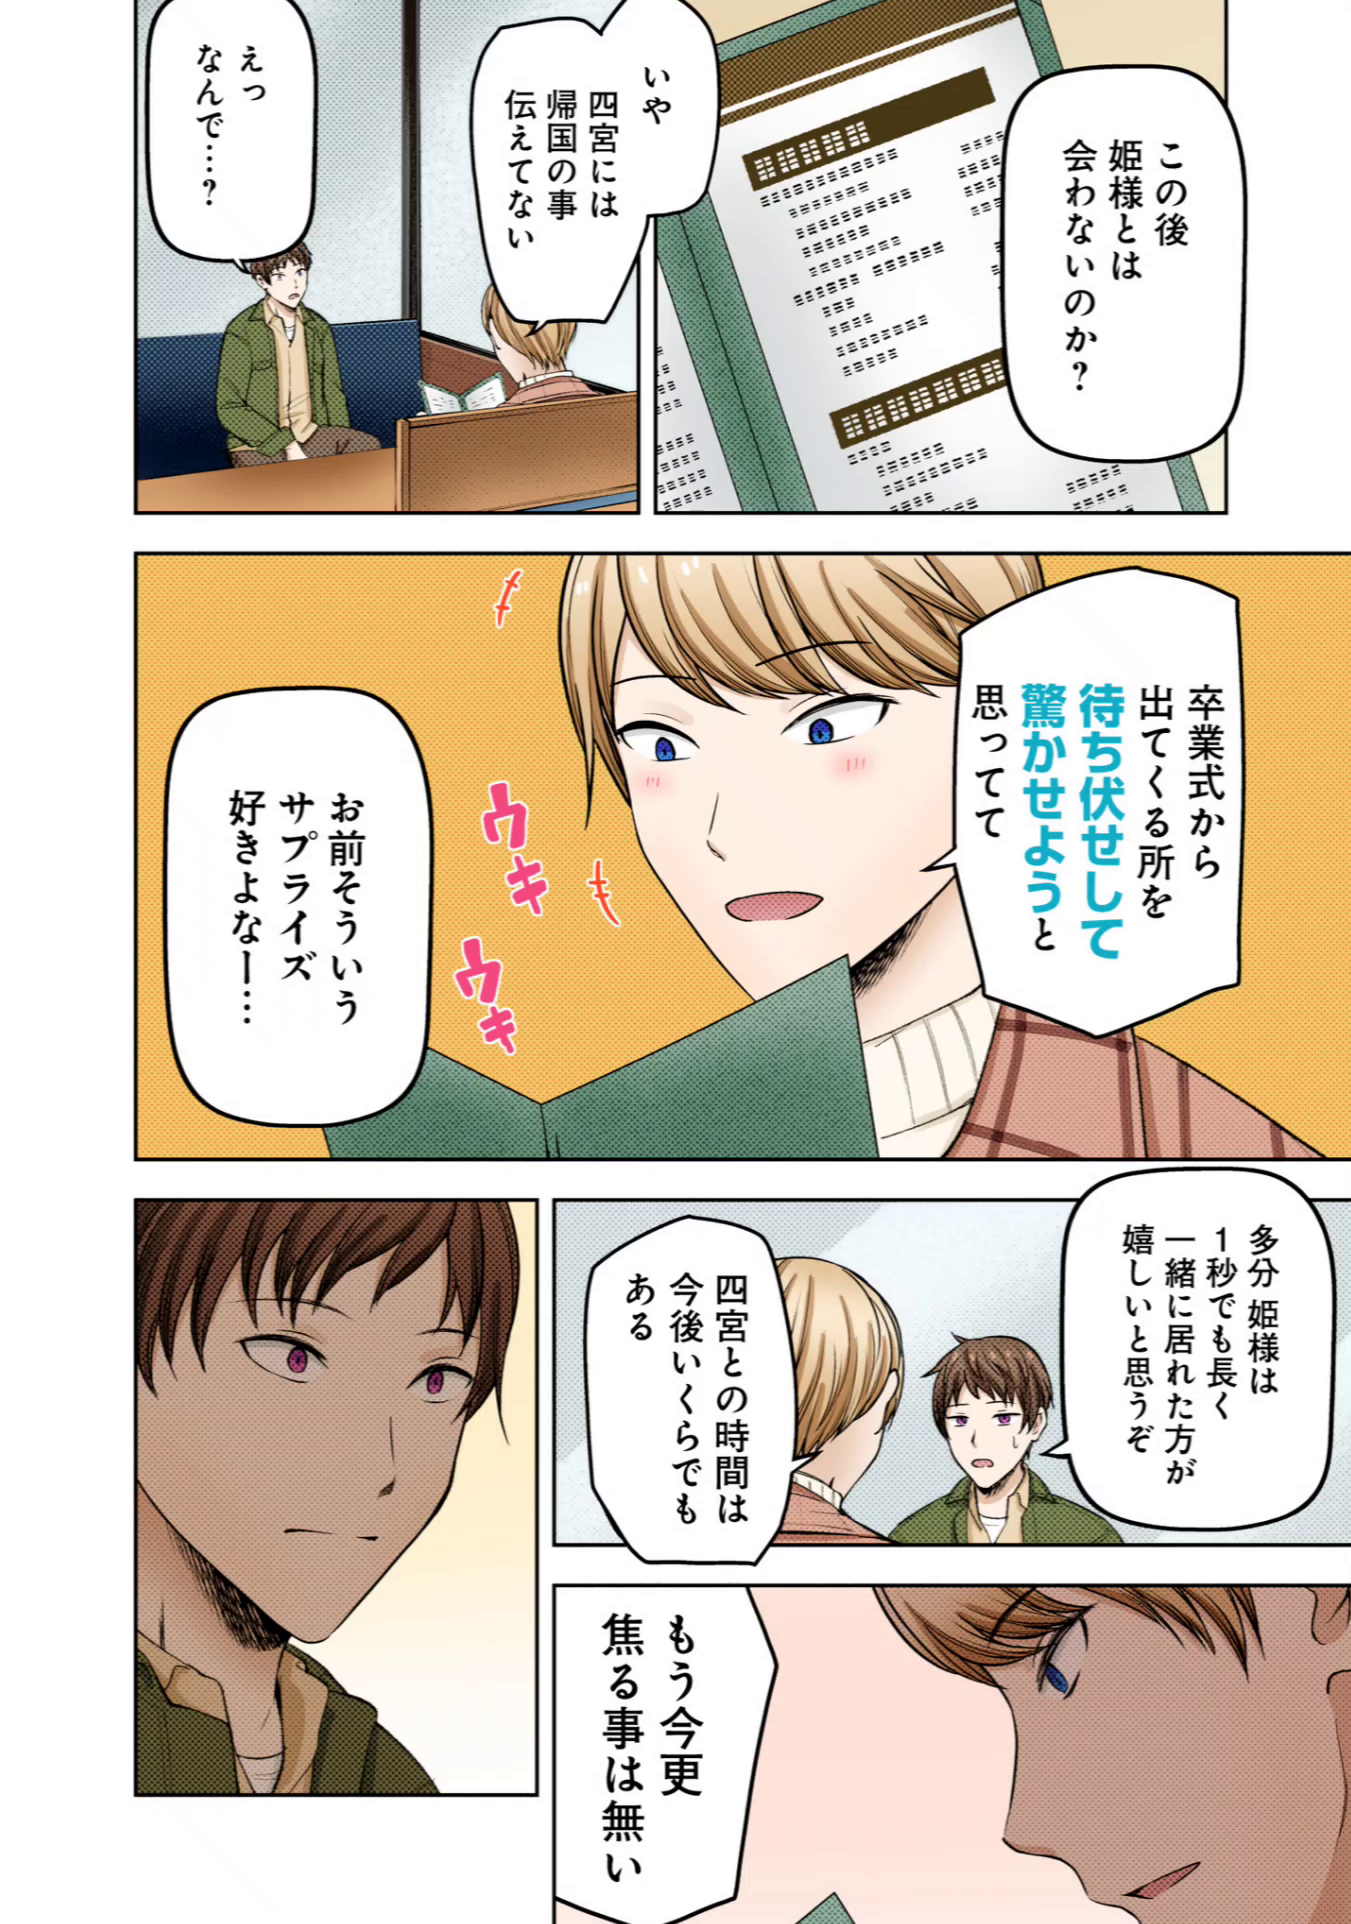 この後
姫様とは
会わないのか？
いや
四宮には
帰国の事
伝えてない
えっ
なんで…？
卒業式から
出てくる所を
待ち伏せして
驚かせようと
思ってて
ウキ
ウキ
お前そういう
サプライズ
好きよなー…
多分 姫様は
１秒でも長く
一緒に居れた方が
嬉しいと思うぞ
四宮との時間は
今後いくらでも
ある
もう今更
焦る事は無い